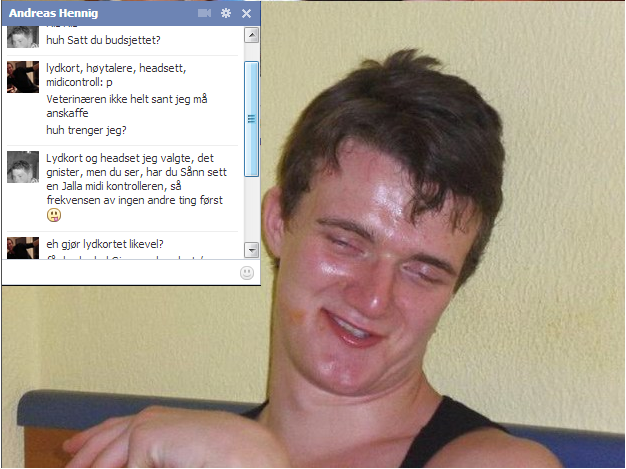 Andreas Hennig
huh Satt du budsjettet?
lydkort, høytalere, headsett,
midicontroll: p
Veterinæren ikke helt sant jeg må
anskaffe
huh trenger jeg?
Lydkort og headset jeg valgte, det
gnister, men du ser, har du Sånn sett
en Jalla midi kontrolleren, så
frekvensen av ingen andre ting først
eh gjør lydkortet likevel?